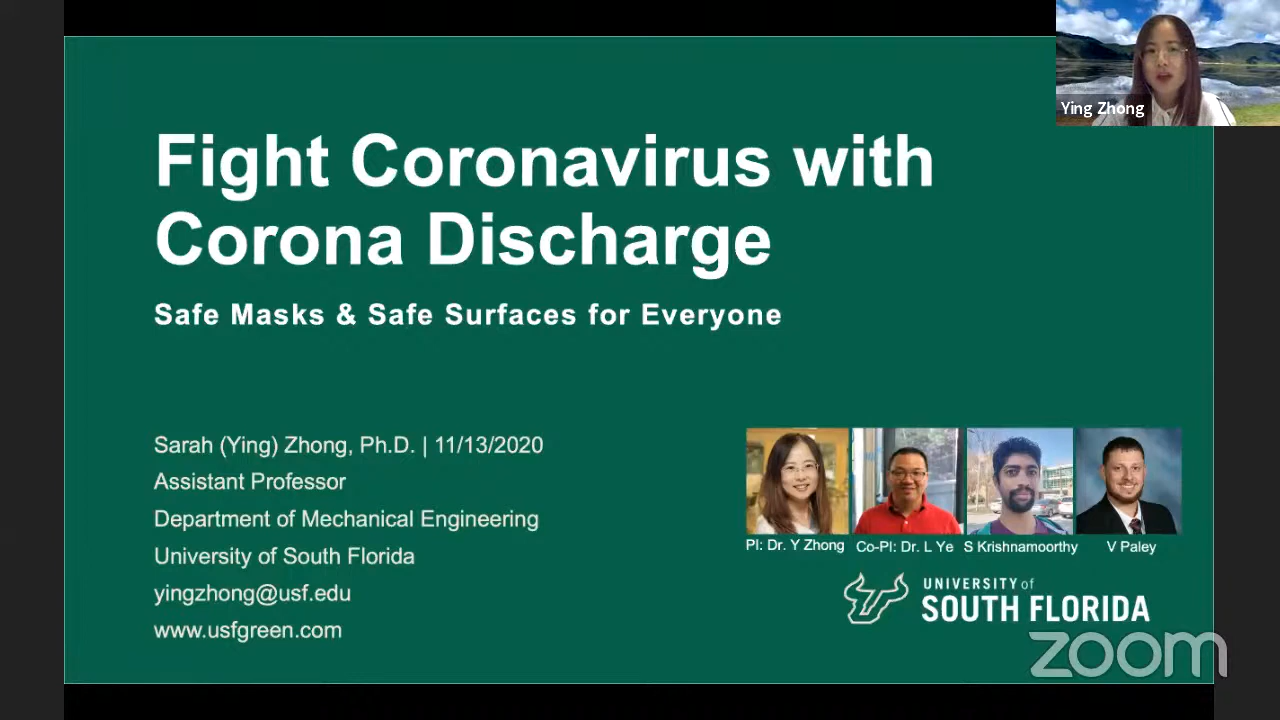 Ying Zhong
Fight Coronavirus with
Corona Discharge
Safe Masks & Safe Surfaces for Everyone
Sarah (Ying) Zhong, Ph.D. | 11/13/2020
Assistant Professor
Department of Mechanical Engineering
University of South Florida
yingzhong@usf.edu
www.usfgreen.com
PI: Dr. Y Zhong
Co-PI: Dr. L Ye
S Krishnamoorthy
V Paley
UNIVERSITY of
SOUTH FLORIDA
zoom